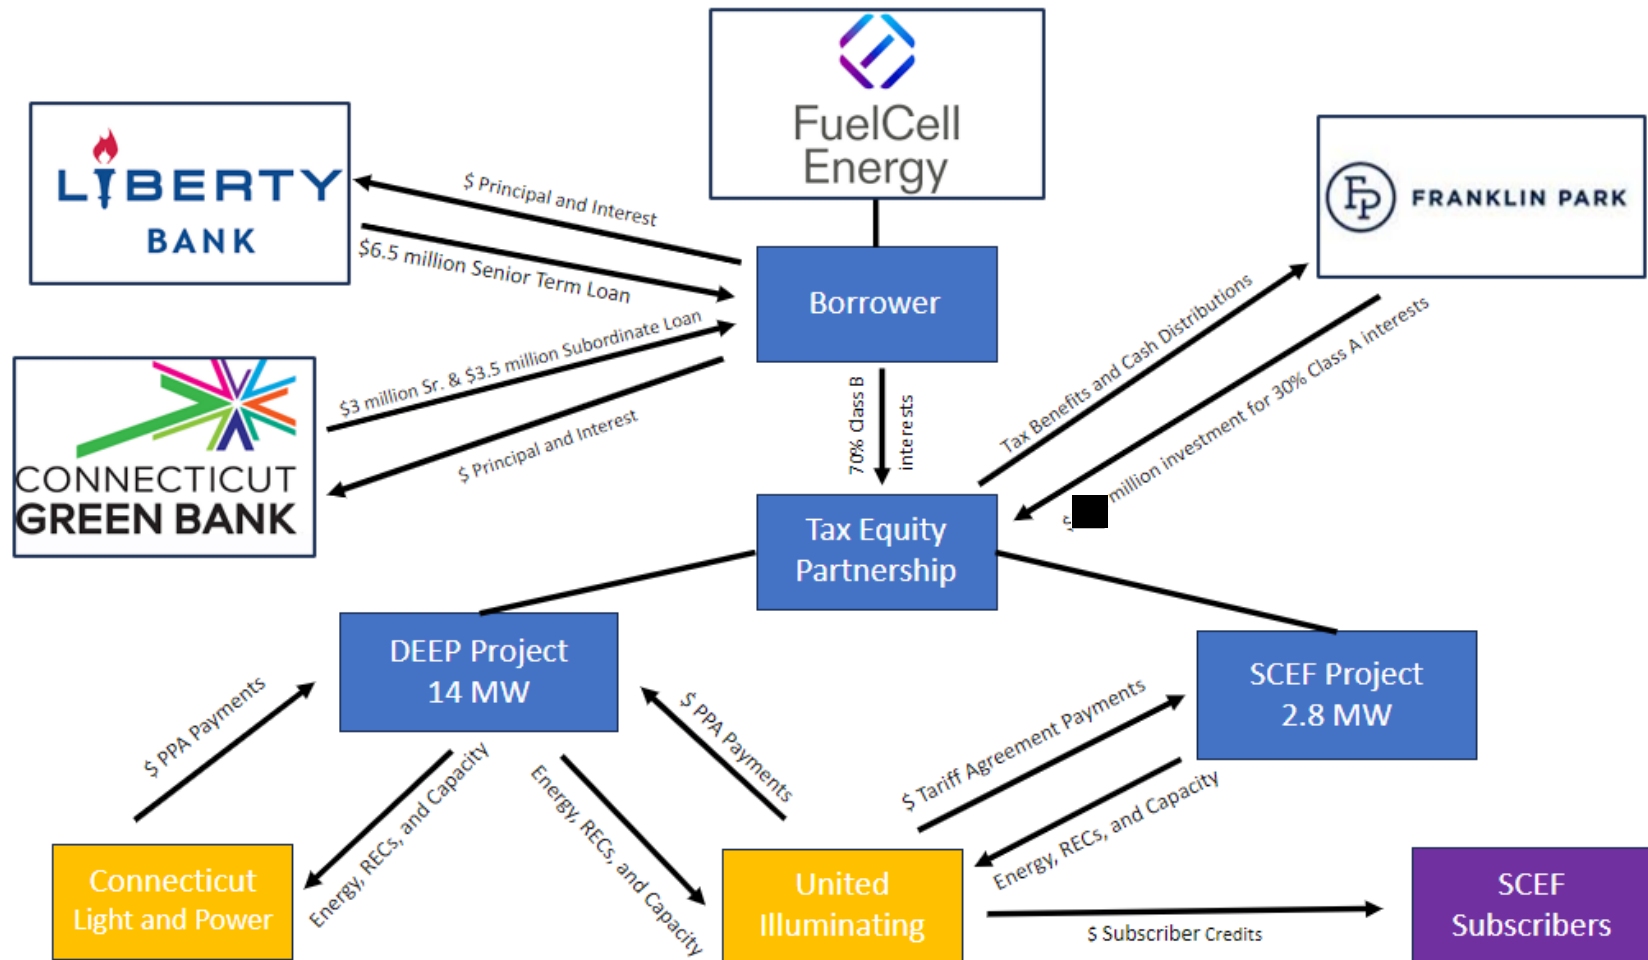 FuelCell
Energy
LIBERTY
BANK
FP FRANKLIN PARK
$ Principal and Interest
$6.5 million Senior Term Loan
Borrower
$3 million Sr. & $3.5 million Subordinate Loan
$ Principal and Interest
CONNECTICUT
GREEN BANK
70% Class B
interests
Tax Benefits and Cash Distributions
million investment for 30% Class A interests
Tax Equity
Partnership
DEEP Project
14 MW
SCEF Project
2.8 MW
$ PPA Payments
Energy, RECs, and Capacity
Energy, RECs, and Capacity
$ PPA Payments
$ Tariff Agreement Payments
Energy, RECs, and Capacity
Connecticut
Light and Power
United
Illuminating
$ Subscriber Credits
SCEF
Subscribers